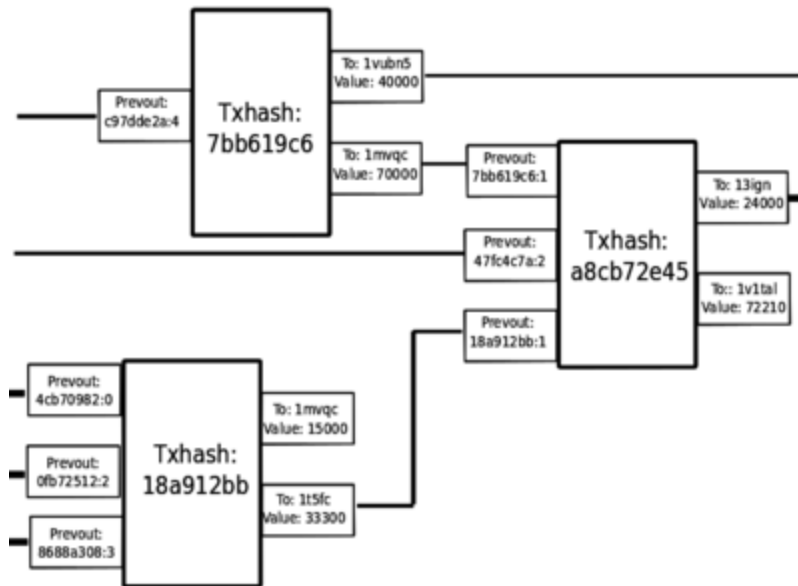 Prevout:
c97dde2a:4
Txhash:
7bb619c6
To: 1vubn5
Value: 40000
To: 1mvqc
Value: 70000
Prevout:
7bb619c6:1
Prevout:
47fc4c7a:2
Prevout:
18a912bb:1
Txhash:
a8cb72e45
To: 13ign
Value: 24000
To:: 1v1tal
Value: 72210
Prevout:
4cb70982:0
Prevout:
0fb72512:2
Prevout:
8688a308:3
Txhash:
18a912bb
To: 1mvqc
Value: 15000
To: 1t5fc
Value: 33300